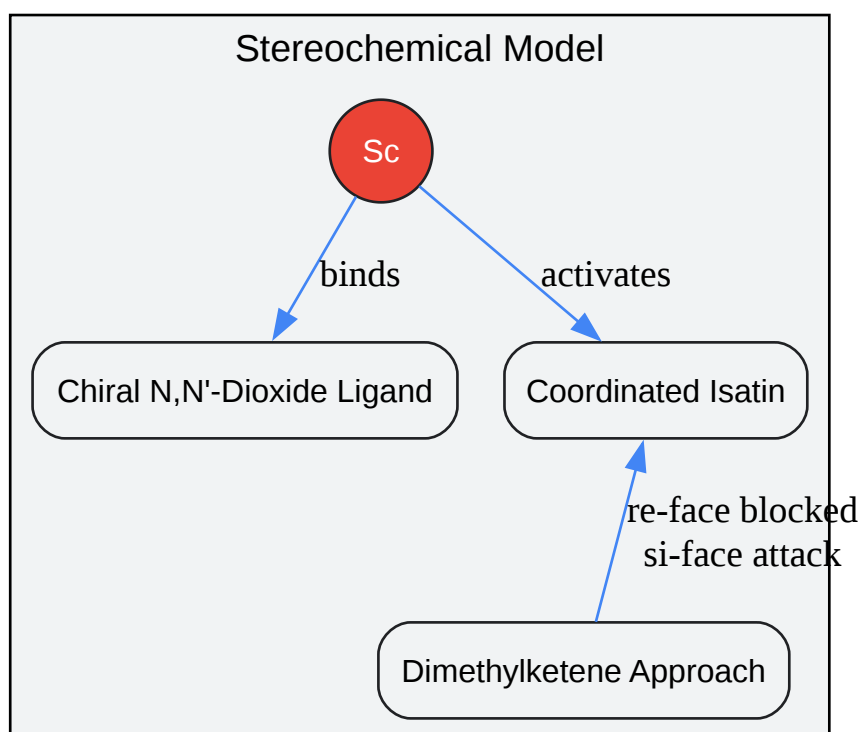 Stereochemical Model
Sc
binds
activates
Chiral N,N'-Dioxide Ligand
Coordinated Isatin
re-face blocked
si-face attack
Dimethylketene Approach